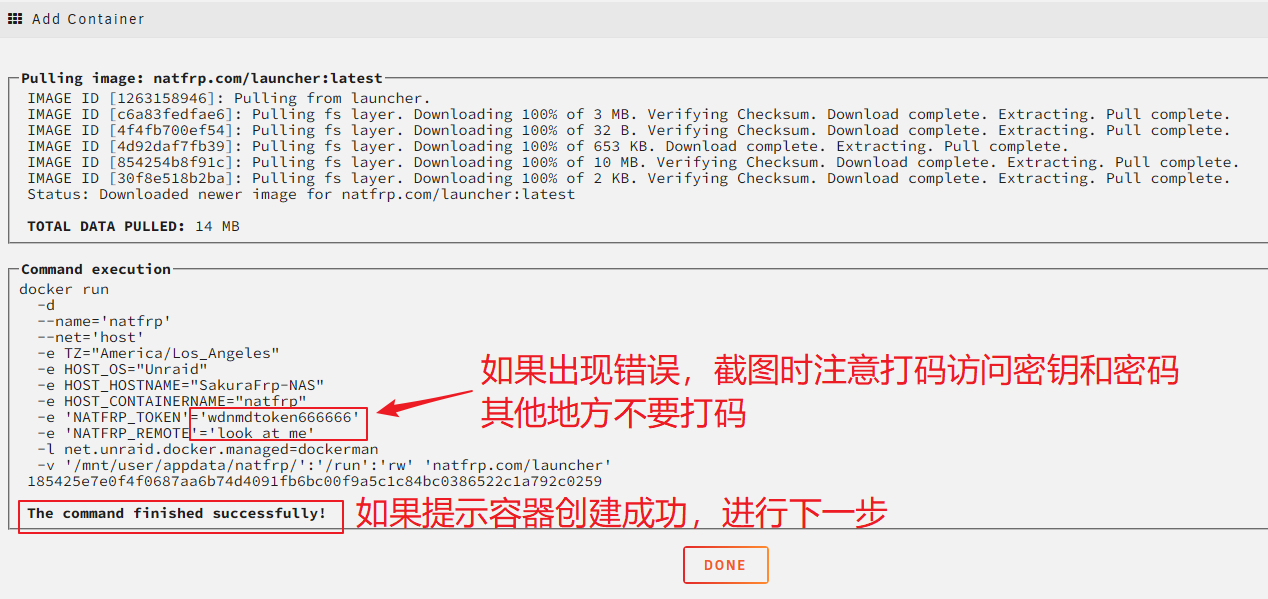 Add Container
Pulling image: natfrp.com/launcher:latest
IMAGE ID [1263158946]: Pulling from launcher.
IMAGE ID [c6a83fedfae6]: Pulling fs layer. Downloading 100% of 3 MB. Verifying Checksum. Download complete. Extracting. Pull complete.
IMAGE ID [4f4fb700ef54]: Pulling fs layer. Downloading 100% of 32 B. Verifying Checksum. Download complete. Extracting. Pull complete.
IMAGE ID [4d92daf7fb39]: Pulling fs layer. Downloading 100% of 653 KB. Download complete. Extracting. Pull complete.
IMAGE ID [854254b8f91c]: Pulling fs layer. Downloading 100% of 10 MB. Verifying Checksum. Download complete. Extracting. Pull complete.
IMAGE ID [30f8e518b2ba]: Pulling fs layer. Downloading 100% of 2 KB. Verifying Checksum. Download complete. Extracting. Pull complete.
Status: Downloaded newer image for natfrp.com/launcher:latest
TOTAL DATA PULLED: 14 MB
Command execution
docker run
-d
--name='natfrp'
--net='host'
-e TZ="America/Los_Angeles"
-e HOST_OS="Unraid"
-e HOST_HOSTNAME="SakuraFrp-NAS"
-e HOST_CONTAINERNAME="natfrp"
-e 'NATFRP_TOKEN'='wdnmdtoken666666'
-e 'NATFRP_REMOTE'='look at me'
-l net.unraid.docker.managed=dockerman
-v '/mnt/user/appdata/natfrp/':'/run':'rw' 'natfrp.com/launcher'
185425e7e0f4f0687aa6b74d4091fb6bc00f9a5c1c84bc0386522c1a792c0259
如果出现错误，截图时注意打码访问密钥和密码
其他地方不要打码
The command finished successfully!
如果提示容器创建成功，进行下一步
DONE